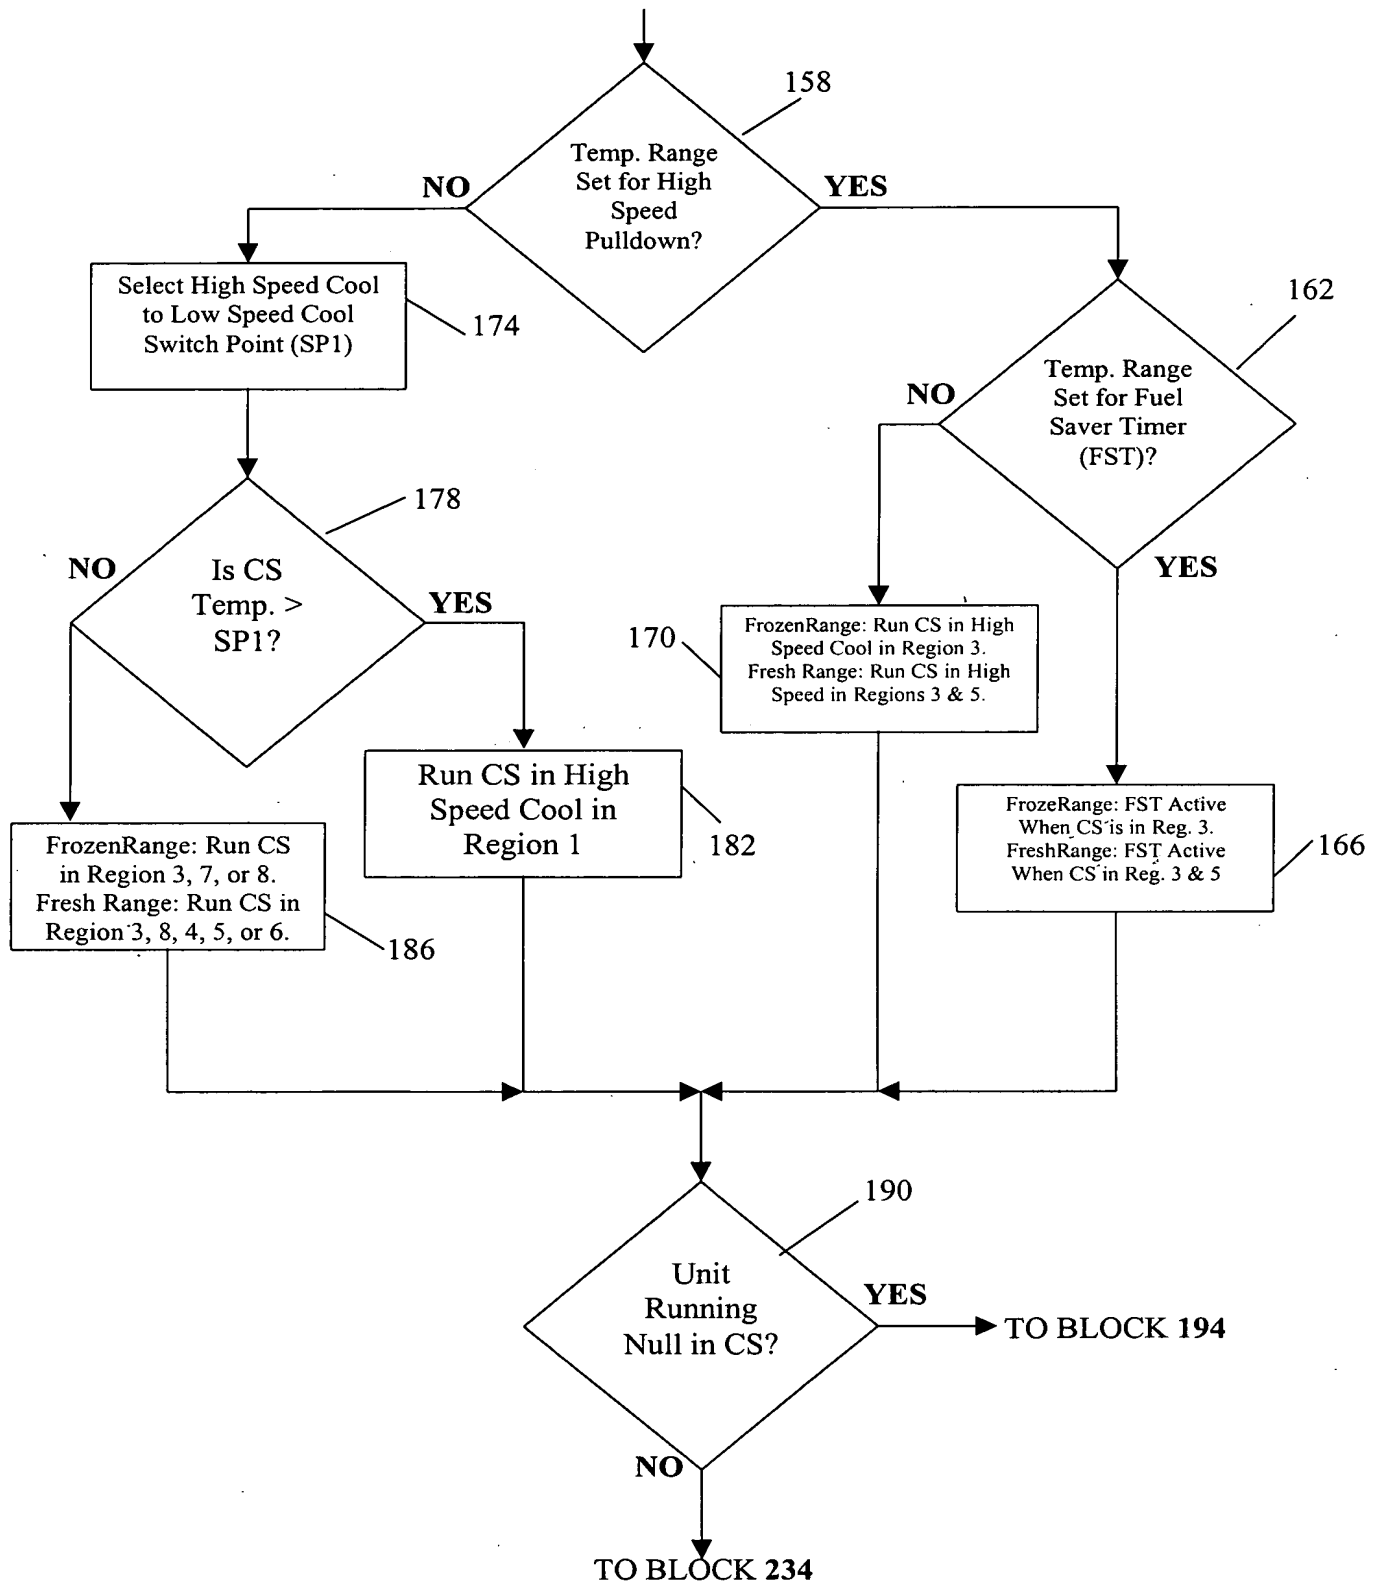 158
Temp. Range
Set for High
Speed
Pulldown?
NO
YES
Select High Speed Cool
to Low Speed Cool
Switch Point (SP1)
174
162
Temp. Range
Set for Fuel
Saver Timer
(FST)?
NO
YES
178
Is CS
Temp. >
SP1?
NO
YES
170
FrozenRange: Run CS in High
Speed Cool in Region 3.
Fresh Range: Run CS in High
Speed in Regions 3 & 5.
Run CS in High
Speed Cool in
Region 1
182
FrozeRange: FST Active
When CS is in Reg. 3.
FreshRange: FST Active
When CS in Reg. 3 & 5
166
FrozenRange: Run CS
in Region 3, 7, or 8.
Fresh Range: Run CS in
Region 3, 8, 4, 5, or 6.
186
190
Unit
Running
Null in CS?
YES
TO BLOCK 194
NO
TO BLOCK 234